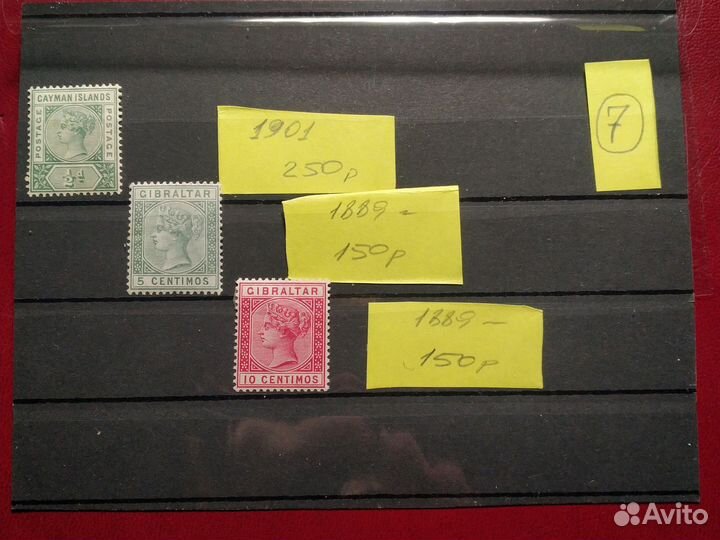 CAYMAN ISLANDS
POSTAGE
POSTAGE
½d
1901
250р
7
GIBRALTAR
5 CENTIMOS
1889-
150р
GIBRALTAR
10 CENTIMOS
1889-
150р
Avito